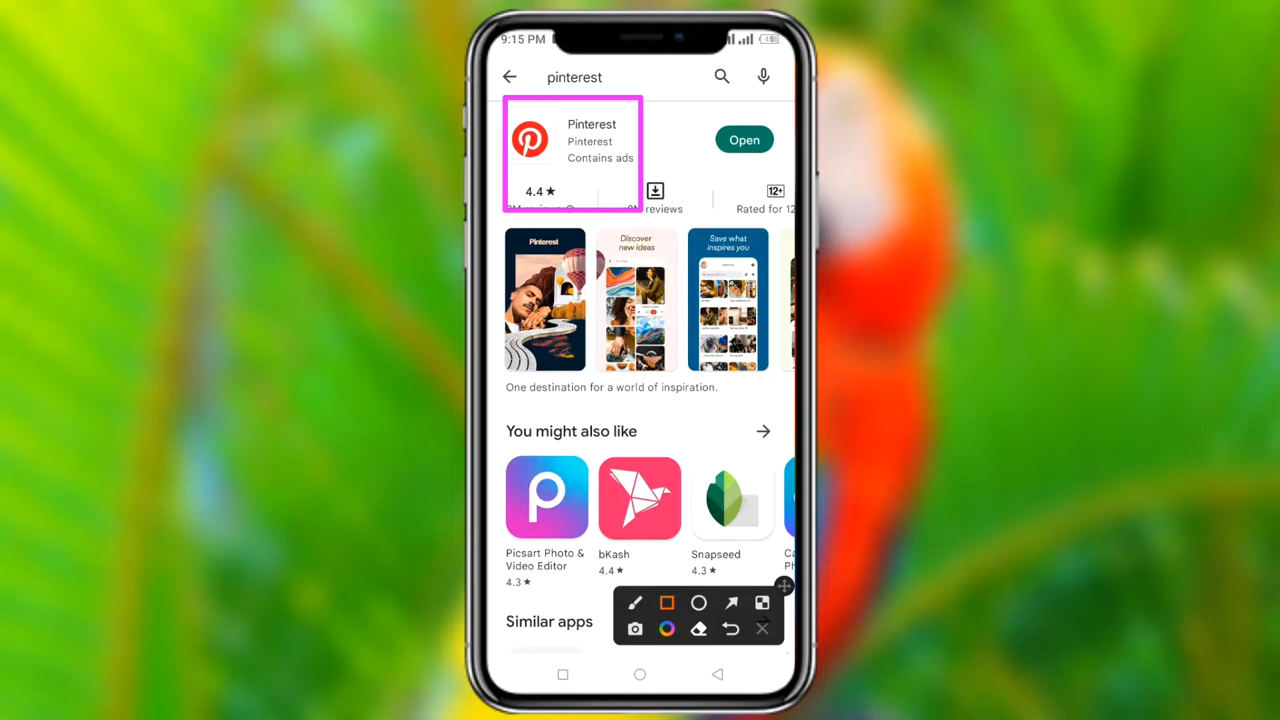 9:15 PM
pinterest
Pinterest
Pinterest
Contains ads
Open
4.4★
12+
reviews
Rated for 12
Pinterest
Discover
new ideas
Save what
inspires you
One destination for a world of inspiration.
You might also like
Picsart Photo &
Video Editor
4.3★
bKash
4.4★
Snapseed
4.3★
Similar apps